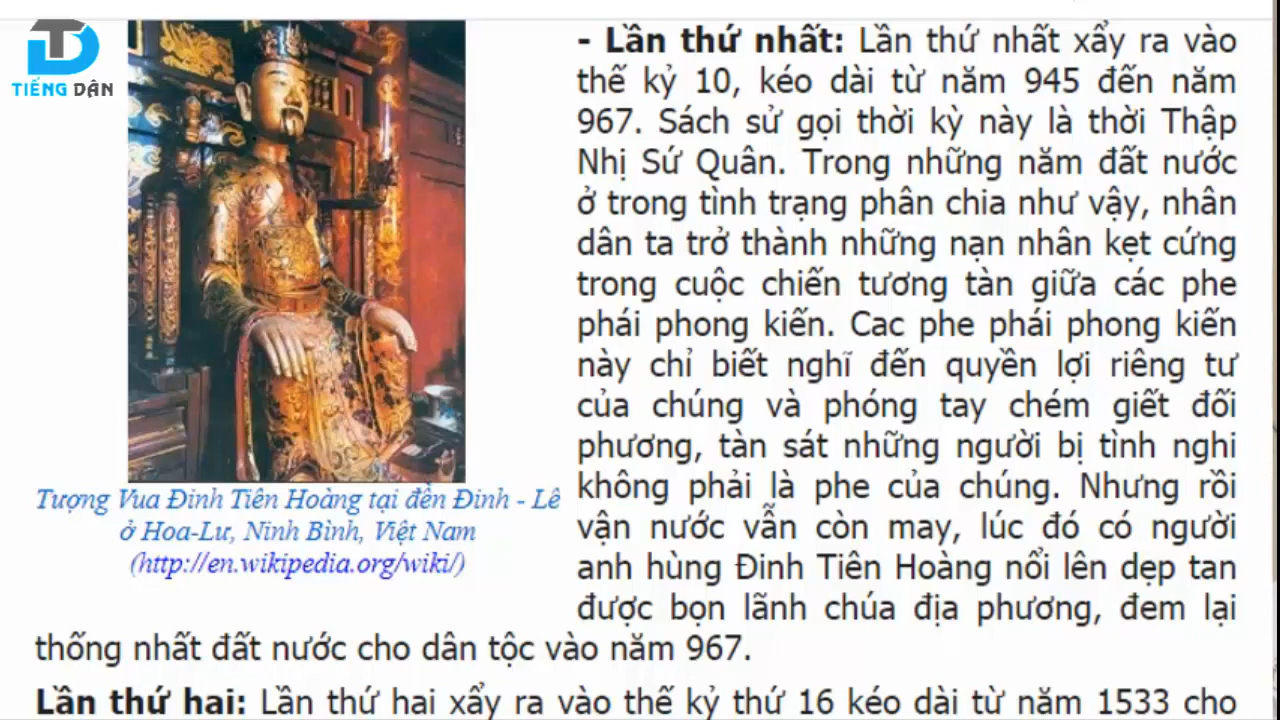 TIẾNG DÂN
- Lần thứ nhất: Lần thứ nhất xẩy ra vào
thế kỷ 10, kéo dài từ năm 945 đến năm
967. Sách sử gọi thời kỳ này là thời Thập
Nhị Sứ Quân. Trong những năm đất nước
ở trong tình trạng phân chia như vậy, nhân
dân ta trở thành những nạn nhân kẹt cứng
trong cuộc chiến tương tàn giữa các phe
phái phong kiến. Cac phe phái phong kiến
này chỉ biết nghĩ đến quyền lợi riêng tư
của chúng và phóng tay chém giết đối
phương, tàn sát những người bị tình nghi
không phải là phe của chúng. Nhưng rồi
vận nước vẫn còn may, lúc đó có người
anh hùng Đinh Tiên Hoàng nổi lên dẹp tan
được bọn lãnh chúa địa phương, đem lại
thống nhất đất nước cho dân tộc vào năm 967.
Tượng Vua Đinh Tiên Hoàng tại đền Đinh - Lê
ở Hoa-Lư, Ninh Bình, Việt Nam
(http://en.wikipedia.org/wiki/)
Lần thứ hai: Lần thứ hai xẩy ra vào thế kỷ thứ 16 kéo dài từ năm 1533 cho